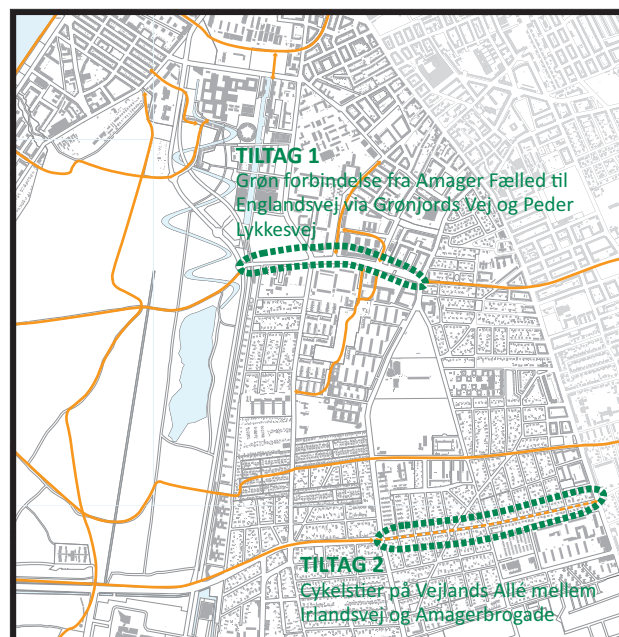 TILTAG 1
Grøn forbindelse fra Amager Fælled til
Englandsvej via Grønjords Vej og Peder
Lykkesvej
TILTAG 2
Cykelstier på Vejlands Allé mellem
Irlandsvej og Amagerbrogade